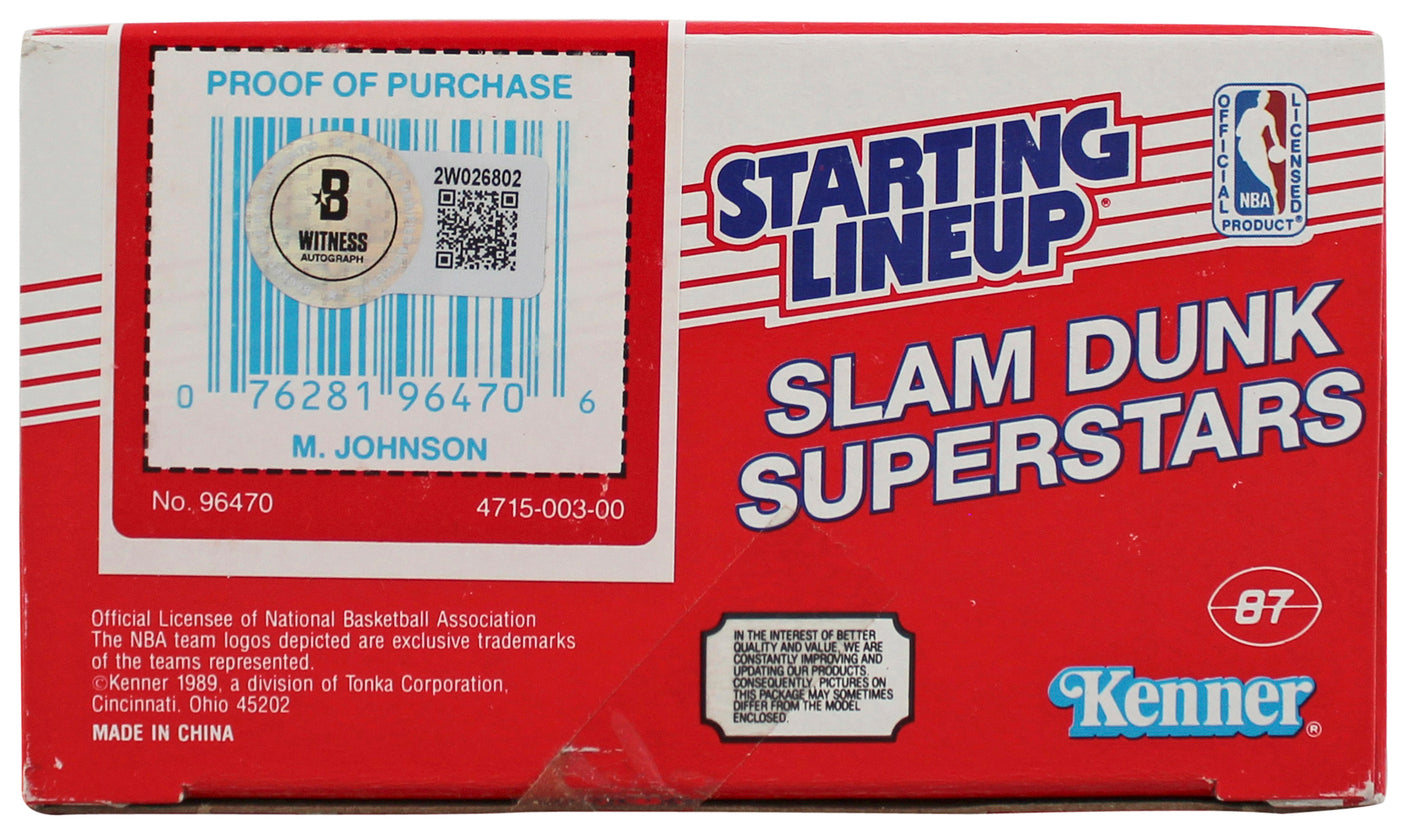 PROOF OF PURCHASE
B
WITNESS
AUTOGRAPH
2W026802
0 76281 96470 6
M. JOHNSON
No. 96470 4715-003-00
STARTING
LINEUP®
OFFICIAL LICENSED
NBA
PRODUCT®
SLAM DUNK
SUPERSTARS
Official Licensee of National Basketball Association
The NBA team logos depicted are exclusive trademarks
of the teams represented.
©Kenner 1989, a division of Tonka Corporation,
Cincinnati, Ohio 45202
MADE IN CHINA
IN THE INTEREST OF BETTER
QUALITY AND VALUE, WE ARE
CONSTANTLY IMPROVING AND
UPDATING OUR PRODUCTS.
CONSEQUENTLY, PICTURES ON
THIS PACKAGE MAY SOMETIMES
DIFFER FROM THE MODEL
ENCLOSED.
87
Kenner®